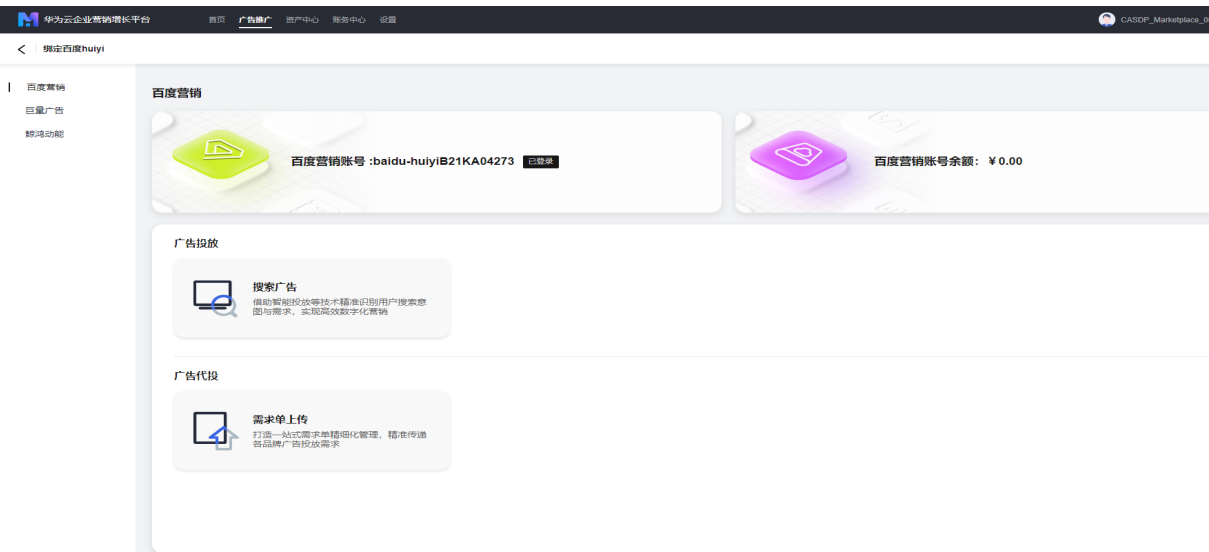 华为云企业营销增长平台 首页 广告推广 资产中心 账务中心 设置 CASDP_Marketplace_0
绑定百度huiyi
百度营销
巨量广告
鲸鸿动能
百度营销
百度营销账号 :baidu-huiyiB21KA04273 已登录
百度营销账号余额: ￥0.00
广告投放
搜索广告
借助智能投放等技术精准识别用户搜索意
图与需求，实现高效数字化营销
广告代投
需求单上传
打造一站式需求单精细化管理，精准传递
各品牌广告投放需求